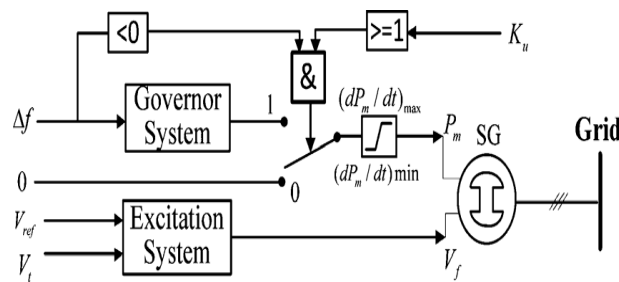 <0
>=1
K_u
&
Δf
Governor
System
1
(dP_m / dt)_max
P_m
SG
Grid
(dP_m / dt) min
0
0
V_ref
Excitation
System
V_t
V_f